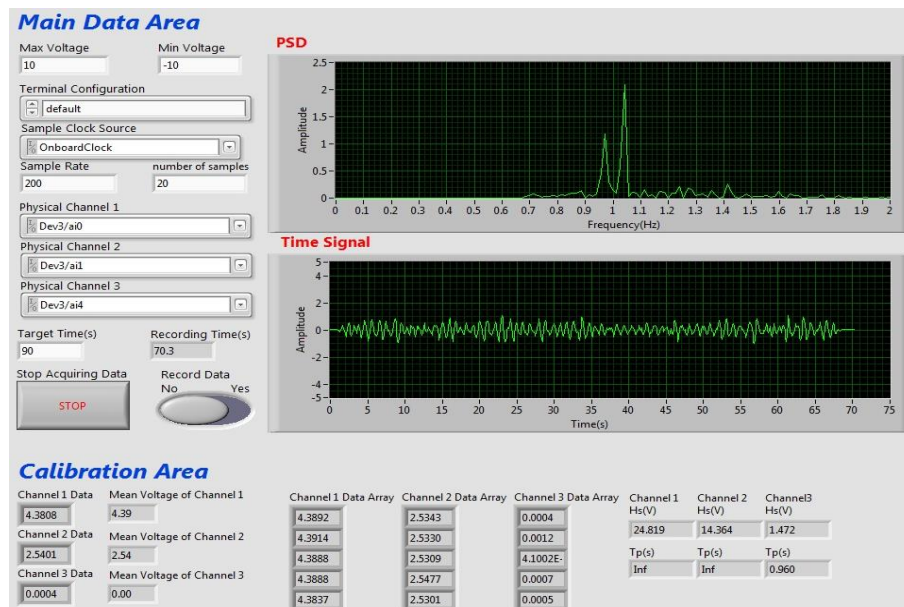 Main Data Area
Max Voltage
Min Voltage
10
-10
Terminal Configuration
default
Sample Clock Source
OnboardClock
Sample Rate
number of samples
200
20
Physical Channel 1
Dev3/ai0
Physical Channel 2
Dev3/ai1
Physical Channel 3
Dev3/ai4
Target Time(s)
Recording Time(s)
90
70.3
Stop Acquiring Data
Record Data
No
Yes
STOP
PSD
2.5
2
1.5
1
0.5
0
Amplitude
0 0.1 0.2 0.3 0.4 0.5 0.6 0.7 0.8 0.9 1 1.1 1.2 1.3 1.4 1.5 1.6 1.7 1.8 1.9 2
Frequency(Hz)
Time Signal
5
4
2
0
-2
-4
-5
Amplitude
0 5 10 15 20 25 30 35 40 45 50 55 60 65 70 75
Time(s)
Calibration Area
Channel 1 Data
Mean Voltage of Channel 1
4.3808
4.39
Channel 2 Data
Mean Voltage of Channel 2
2.5401
2.54
Channel 3 Data
Mean Voltage of Channel 3
0.0004
0.00
Channel 1 Data Array
4.3892
4.3914
4.3888
4.3888
4.3837
Channel 2 Data Array
2.5343
2.5330
2.5309
2.5477
2.5301
Channel 3 Data Array
0.0004
0.0012
4.1002E-
0.0007
0.0005
Channel 1
Hs(V)
24.819
Tp(s)
Inf
Channel 2
Hs(V)
14.364
Tp(s)
Inf
Channel3
Hs(V)
1.472
Tp(s)
0.960